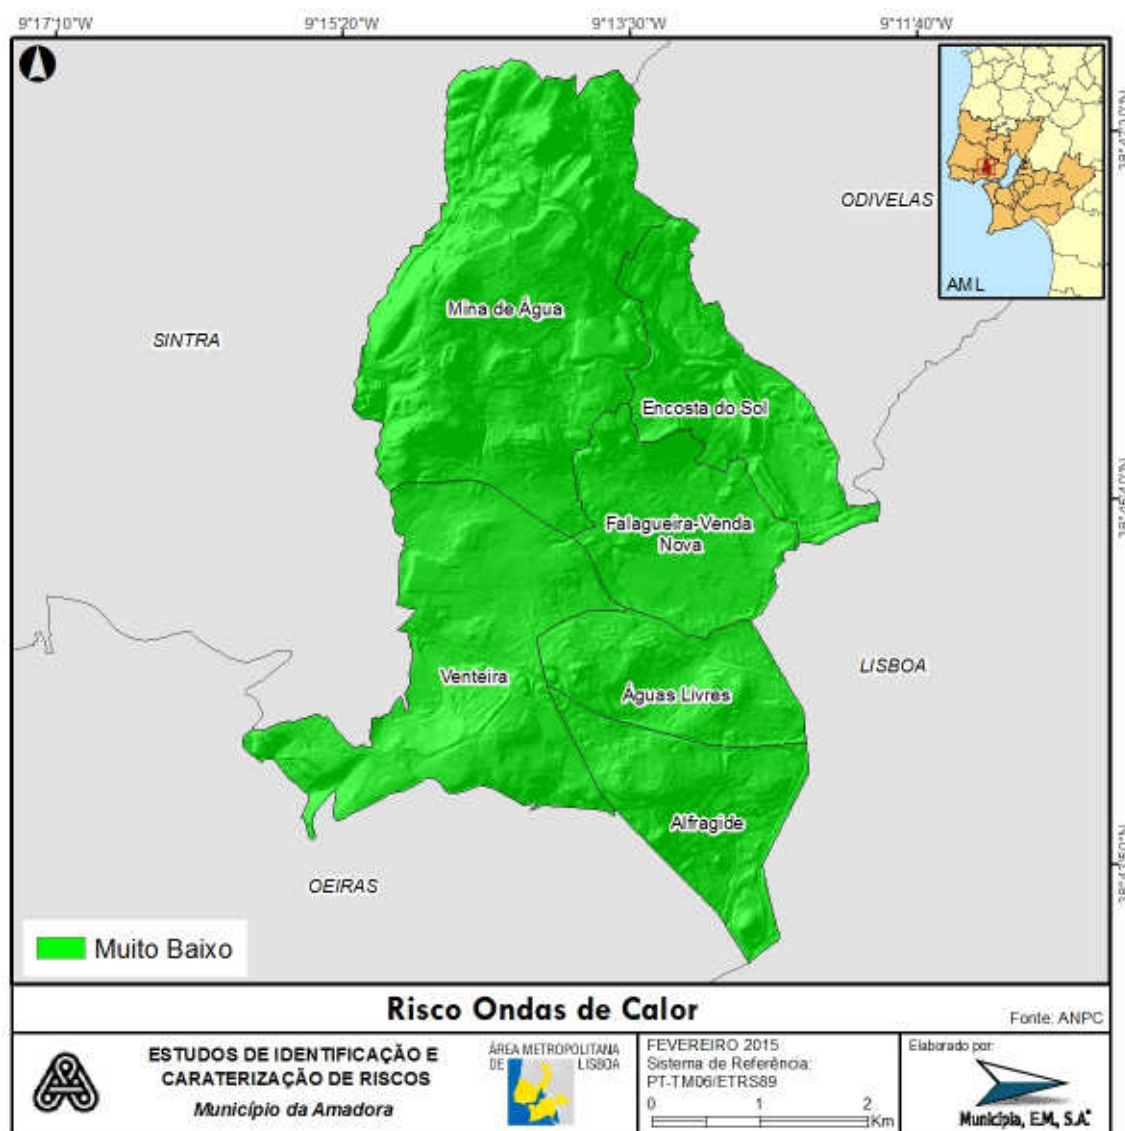 9°17'10"W
9°15'20"W
9°13'30"W
9°11'40"W
ODIVELAS
AML
SINTRA
Mina de Água
Encosta do Sol
Falagueira-Venda
Nova
Venteira
Águas Livres
LISBOA
Alfragide
OEIRAS
Muito Baixo
Risco Ondas de Calor
Fonte: ANPC
ESTUDOS DE IDENTIFICAÇÃO E
CARATERIZAÇÃO DE RISCOS
Município da Amadora
ÁREA METROPOLITANA
DE LISBOA
FEVEREIRO 2015
Sistema de Referência:
PT-TM06/ETRS89
0 1 2
Km
Elaborado por:
Municípia, E.M., S.A.